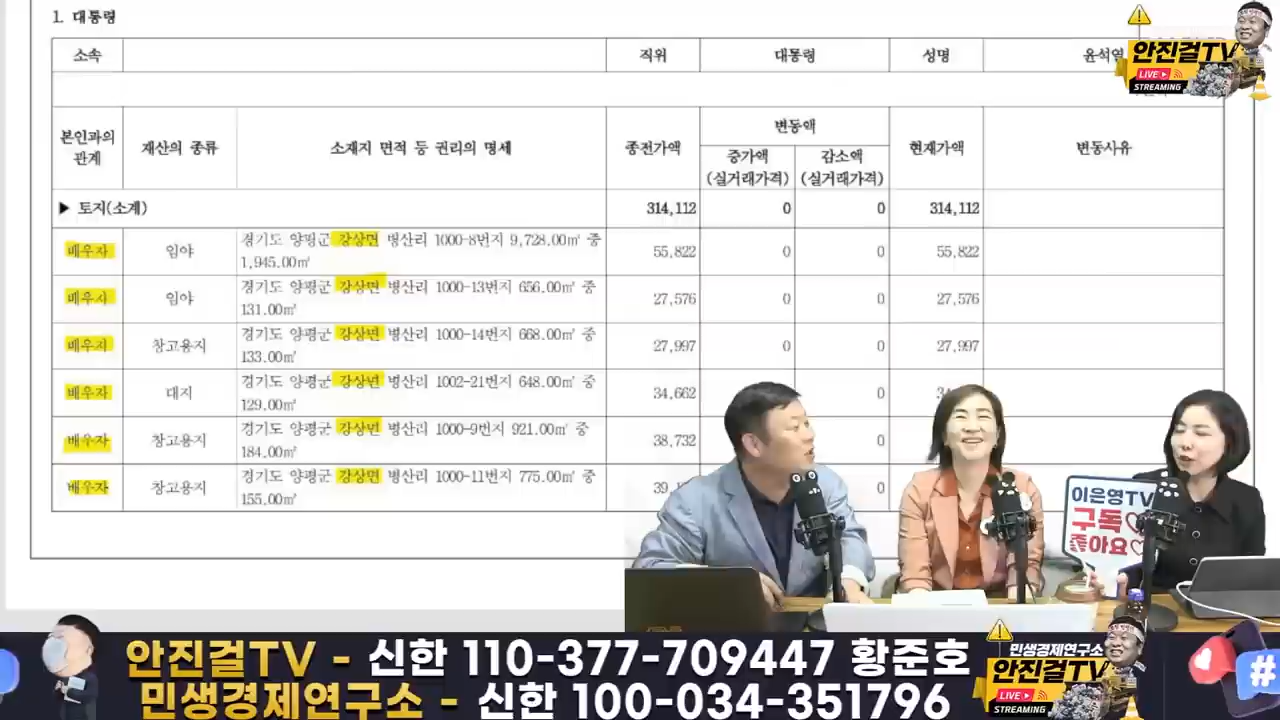 1. 대통령
소속 직위 대통령 성명 윤석열
본인과의 관계 재산의 종류 소재지 면적 등 권리의 명세 종전가액 변동액 현재가액 변동사유
증가액 (실거래가격) 감소액 (실거래가격)
▶ 토지(소계) 314,112 0 0 314,112
배우자 임야 경기도 양평군 강상면 병산리 1000-8번지 9,728.00㎡ 중 1,945.00㎡ 55,822 0 0 55,822
배우자 임야 경기도 양평군 강상면 병산리 1000-13번지 656.00㎡ 중 131.00㎡ 27,576 0 0 27,576
배우자 창고용지 경기도 양평군 강상면 병산리 1000-14번지 668.00㎡ 중 133.00㎡ 27,997 0 0 27,997
배우자 대지 경기도 양평군 강상면 병산리 1002-21번지 648.00㎡ 중 129.00㎡ 34,662 0
배우자 창고용지 경기도 양평군 강상면 병산리 1000-9번지 921.00㎡ 중 184.00㎡ 38,732 0
배우자 창고용지 경기도 양평군 강상면 병산리 1000-11번지 775.00㎡ 중 155.00㎡ 0
안진걸TV
LIVE
STREAMING
이은영TV
구독
좋아요
안진걸TV - 신한 110-377-709447 황준호
민생경제연구소 - 신한 100-034-351796
민생경제연구소
안진걸TV
LIVE
STREAMING
#